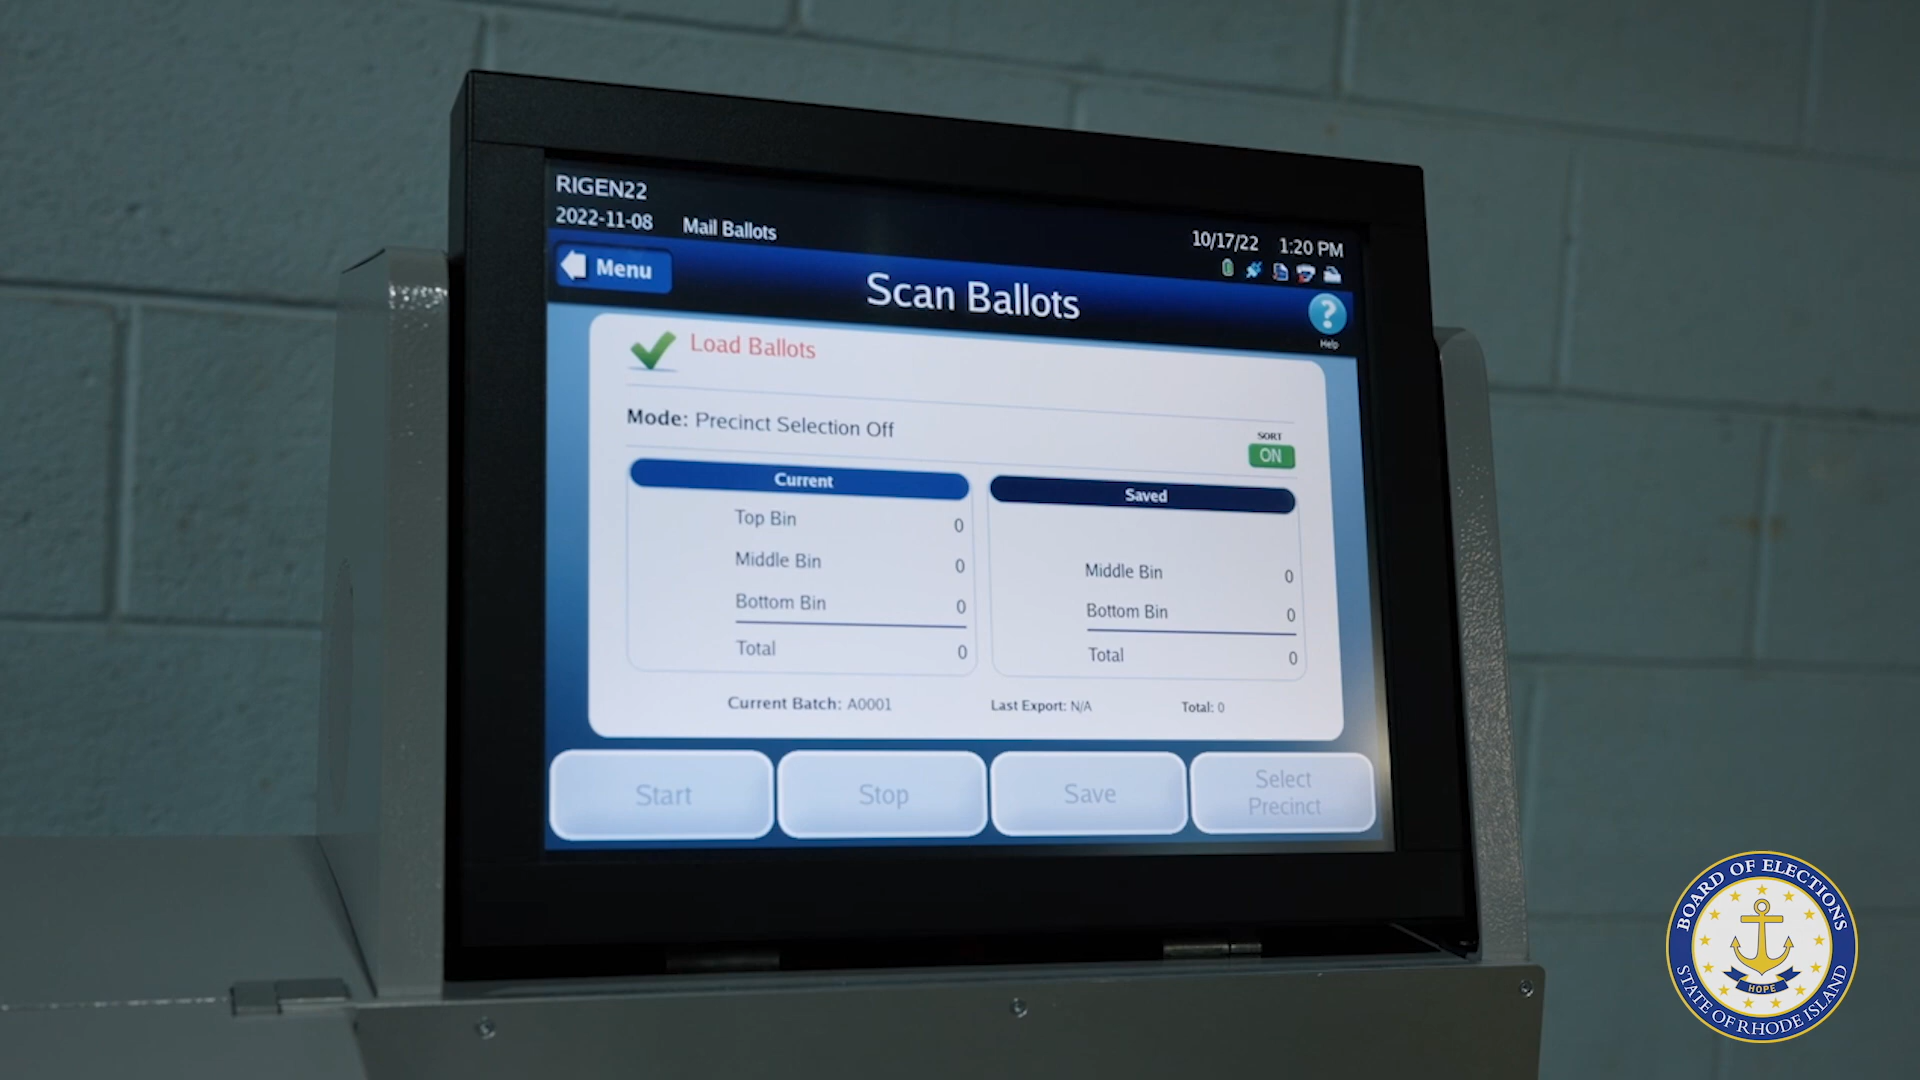 RIGEN22
2022-11-08 Mail Ballots
10/17/22 1:20 PM
Menu
Scan Ballots
?
Help
Load Ballots
Mode: Precinct Selection Off
SORT
ON
Current
Top Bin 0
Middle Bin 0
Bottom Bin 0
Total 0
Saved
Middle Bin 0
Bottom Bin 0
Total 0
Current Batch: A0001
Last Export: N/A
Total: 0
Start
Stop
Save
Select
Precinct
BOARD OF ELECTIONS
HOPE
STATE OF RHODE ISLAND